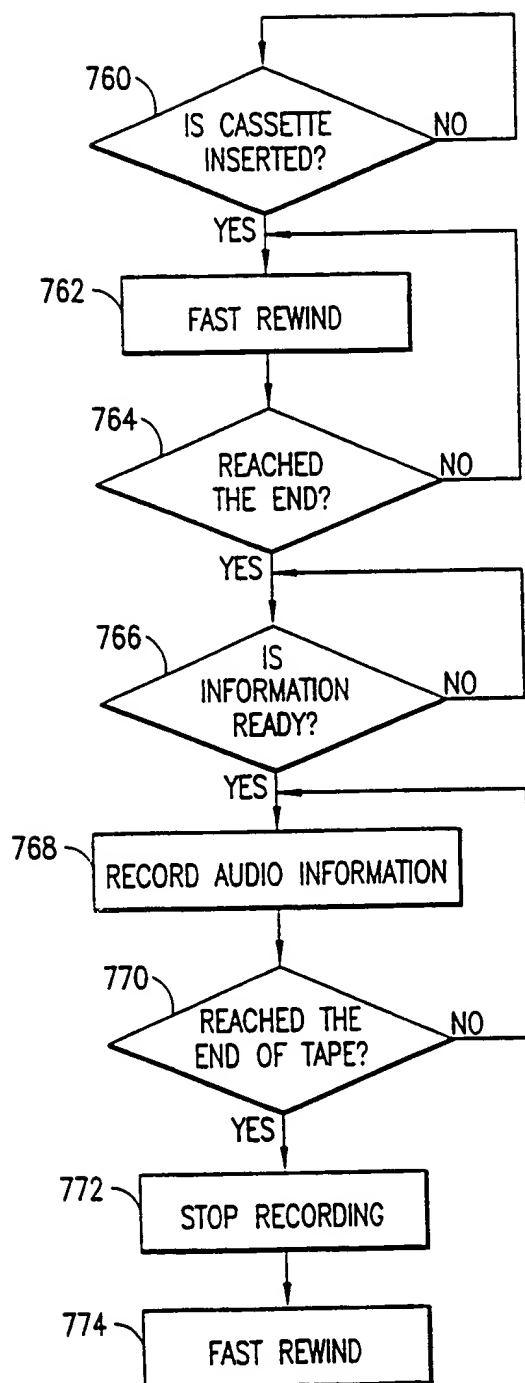 760
IS CASSETTE
INSERTED?
NO
YES
762
FAST REWIND
764
REACHED
THE END?
NO
YES
766
IS
INFORMATION
READY?
NO
YES
768
RECORD AUDIO INFORMATION
770
REACHED THE
END OF TAPE?
NO
YES
772
STOP RECORDING
774
FAST REWIND